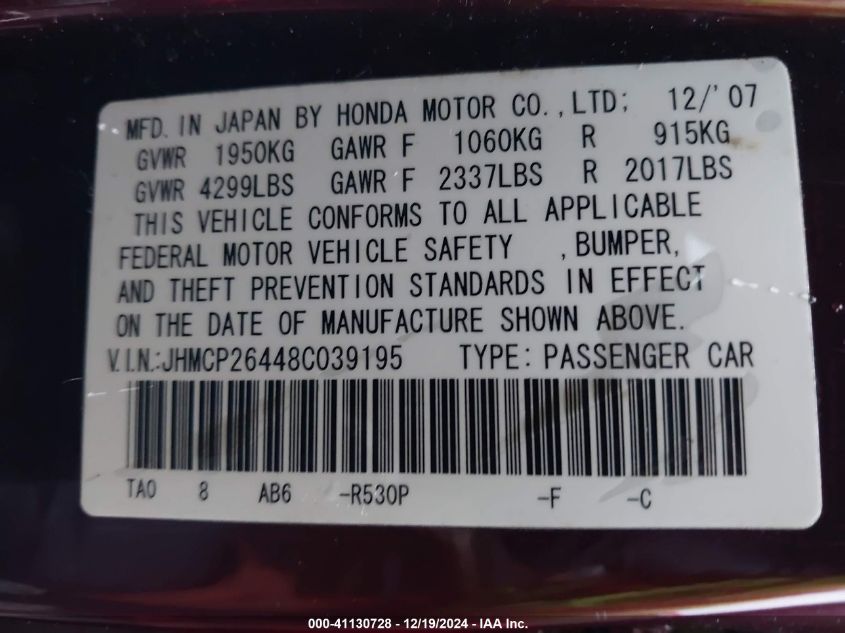 MFD. IN JAPAN BY HONDA MOTOR CO., LTD; 12/'07
GVWR 1950KG GAWR F 1060KG R 915KG
GVWR 4299LBS GAWR F 2337LBS R 2017LBS
THIS VEHICLE CONFORMS TO ALL APPLICABLE
FEDERAL MOTOR VEHICLE SAFETY , BUMPER,
AND THEFT PREVENTION STANDARDS IN EFFECT
ON THE DATE OF MANUFACTURE SHOWN ABOVE.
V.I.N.:JHMCP26448C039195 TYPE: PASSENGER CAR
TA0 8 AB6 -R530P -F -C
000-41130728 - 12/19/2024 - IAA Inc.